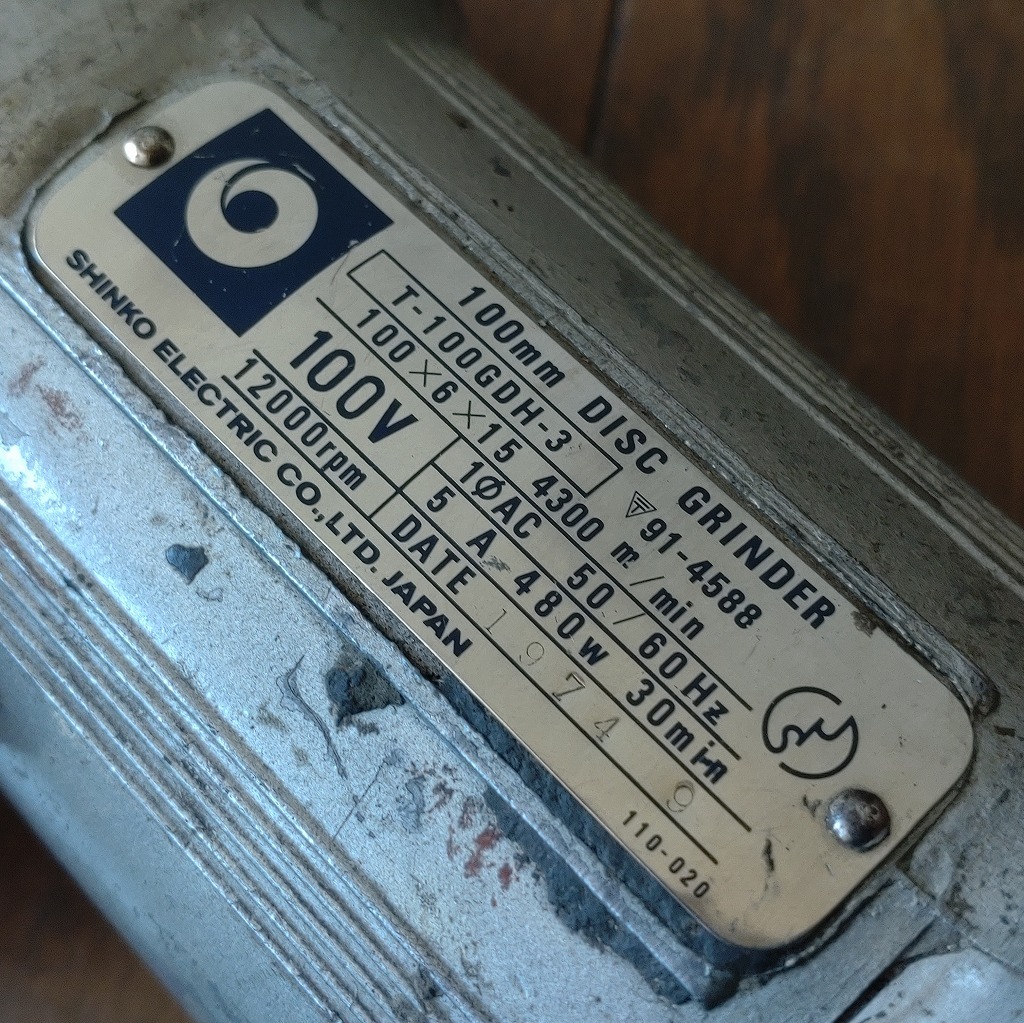 100mm DISC GRINDER
T-100GDH-3 91-4588
100×6×15 4300 m/min
100V 1ØAC 50/60Hz
12000rpm 5 A 480W 30min
DATE 1974 9
SHINKO ELECTRIC CO., LTD. JAPAN
110-020